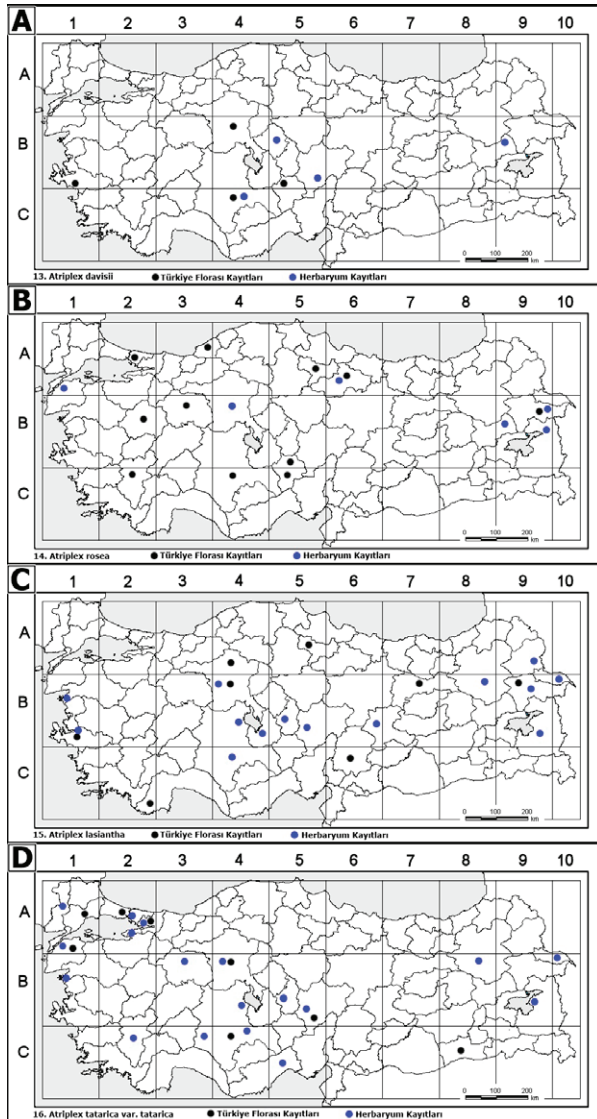 A
1 2 3 4 5 6 7 8 9 10
A
B
C
0 100 200
km
13. Atriplex davisii ● Türkiye Florası Kayıtları ● Herbaryum Kayıtları
B
1 2 3 4 5 6 7 8 9 10
A
B
C
0 100 200
km
14. Atriplex rosea ● Türkiye Florası Kayıtları ● Herbaryum Kayıtları
C
1 2 3 4 5 6 7 8 9 10
A
B
C
0 100 200
km
15. Atriplex lasiantha ● Türkiye Florası Kayıtları ● Herbaryum Kayıtları
D
1 2 3 4 5 6 7 8 9 10
A
B
C
0 100 200
km
16. Atriplex tatarica var. tatarica ● Türkiye Florası Kayıtları ● Herbaryum Kayıtları